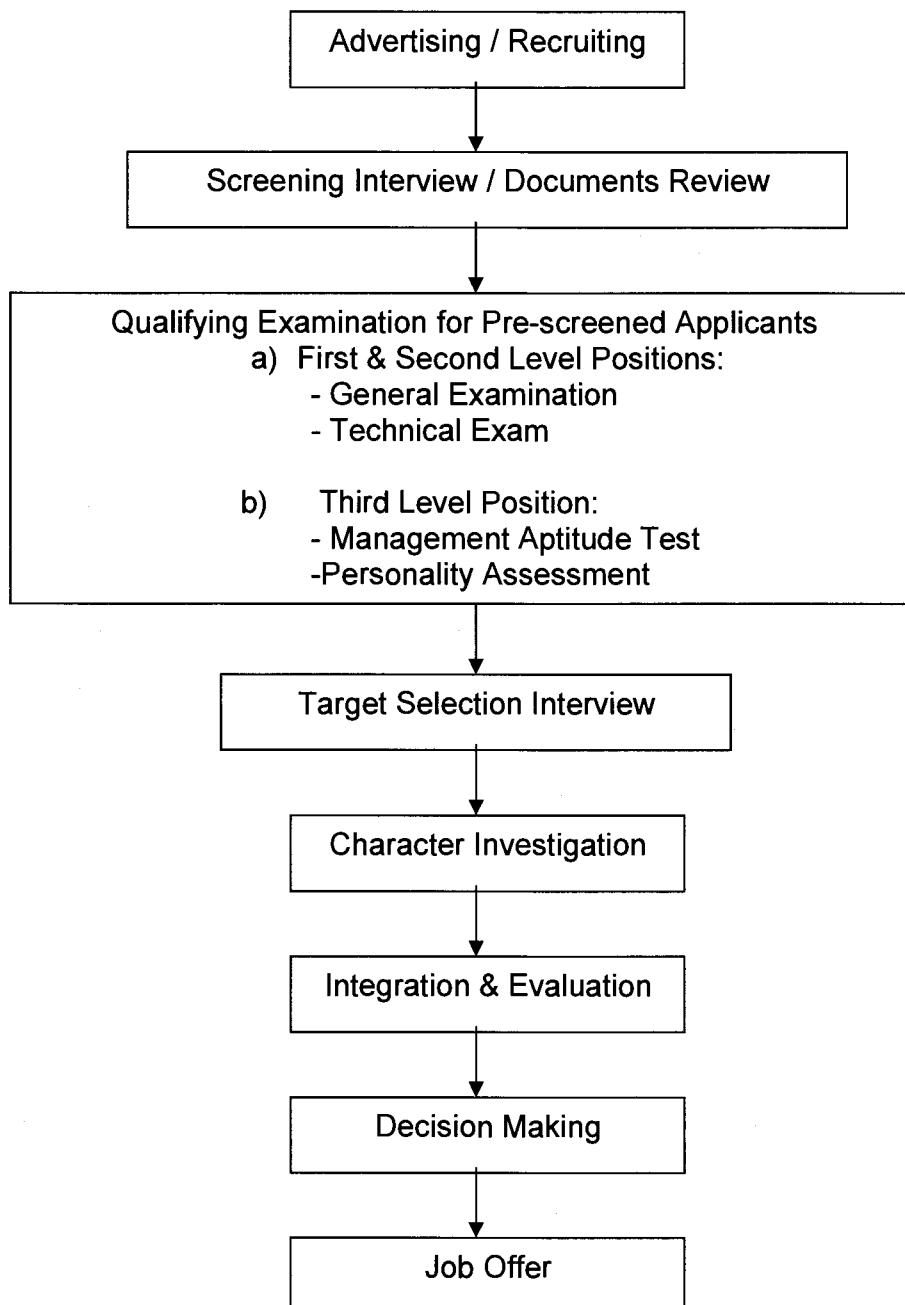 Advertising / Recruiting
Screening Interview / Documents Review
Qualifying Examination for Pre-screened Applicants
a) First & Second Level Positions:
- General Examination
- Technical Exam
b) Third Level Position:
- Management Aptitude Test
-Personality Assessment
Target Selection Interview
Character Investigation
Integration & Evaluation
Decision Making
Job Offer